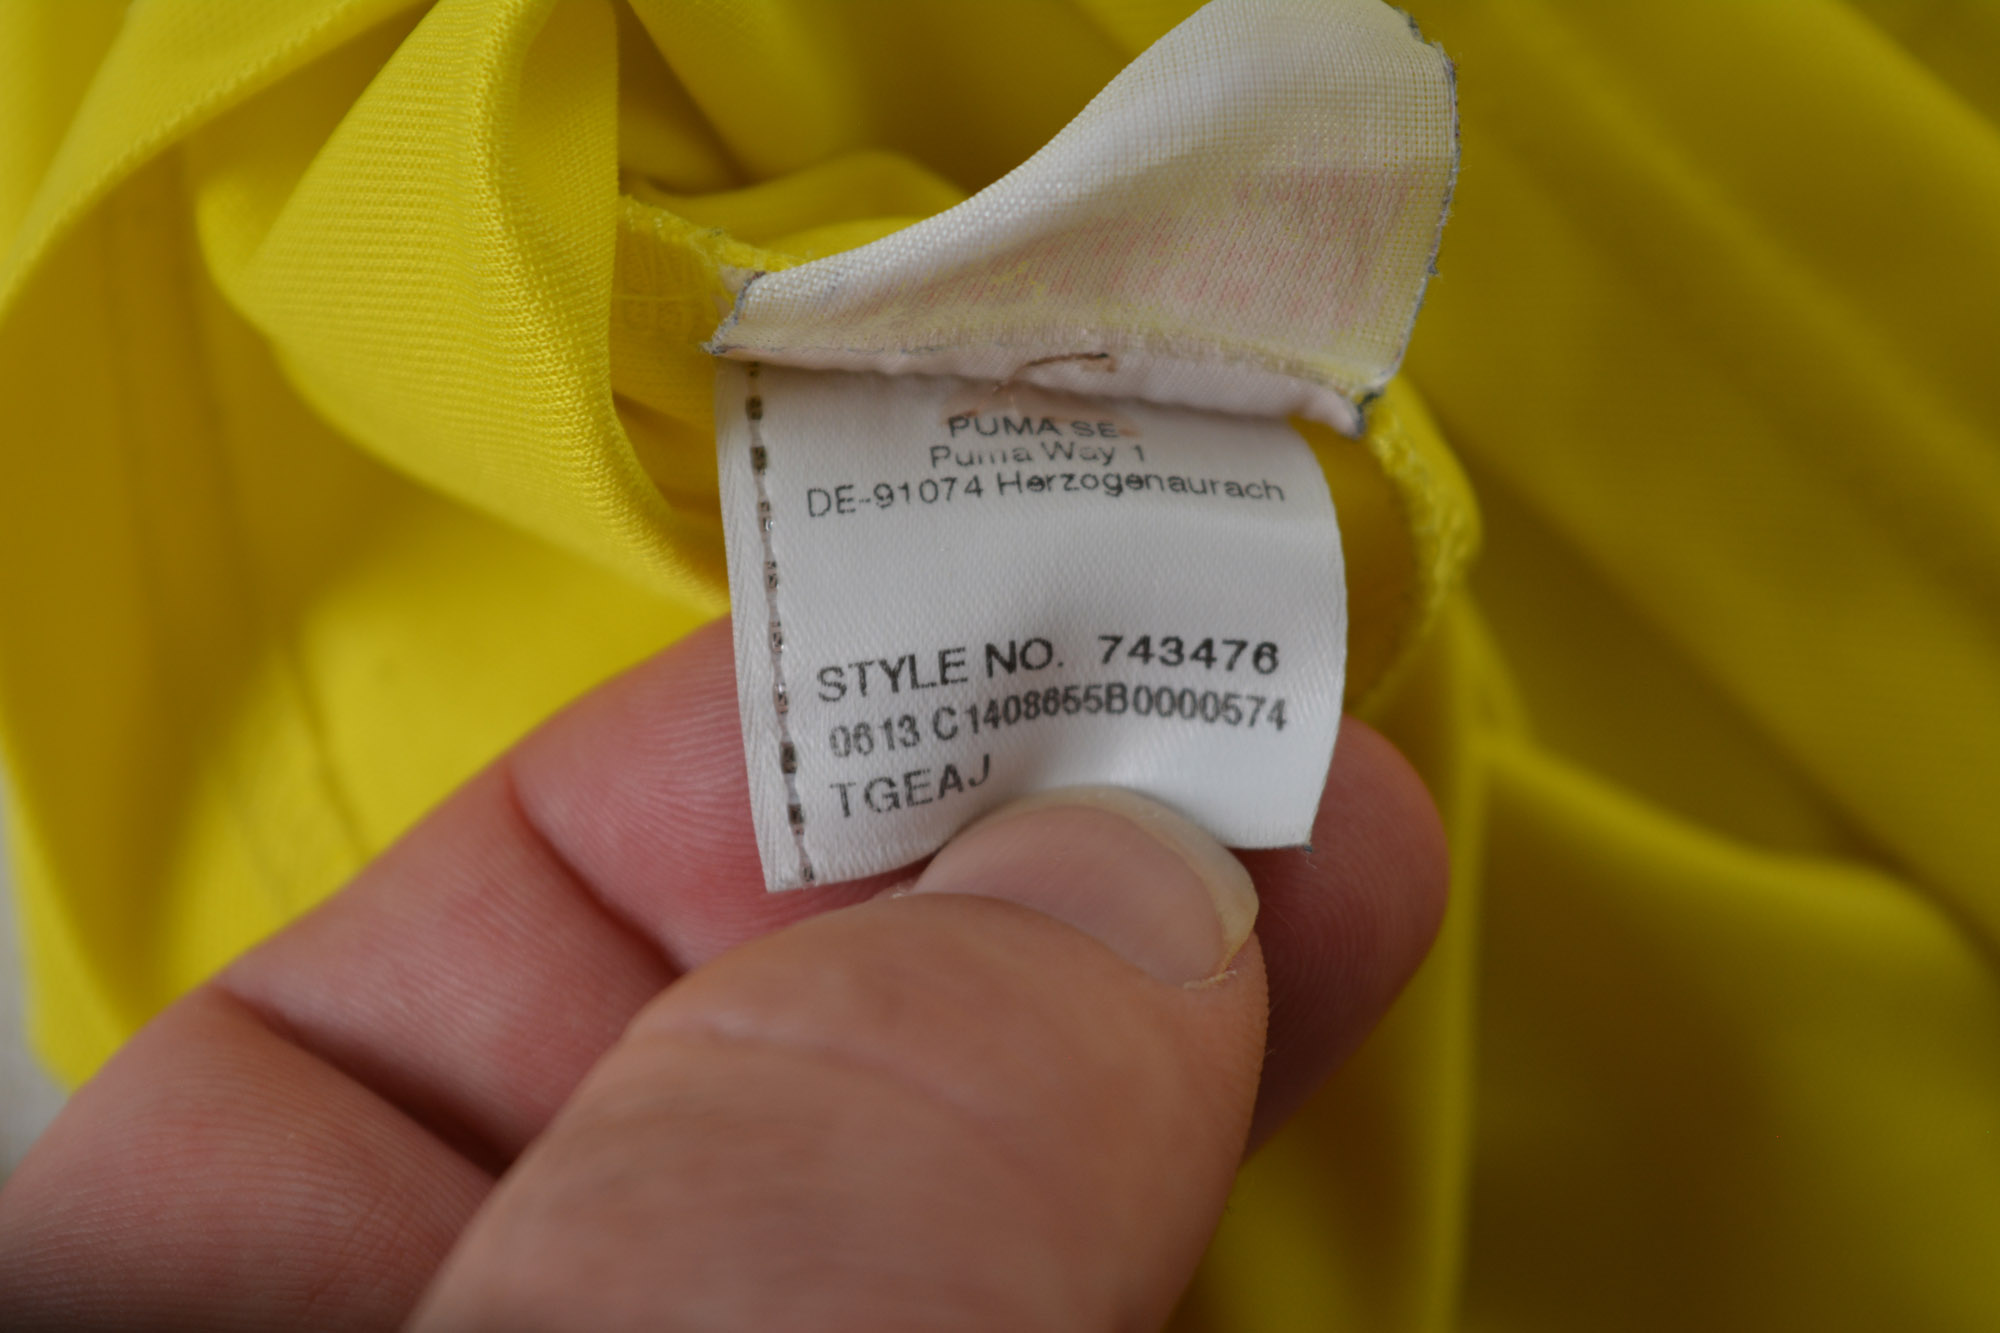 PUMA SE
Puma Way 1
DE-91074 Herzogenaurach
STYLE NO. 743476
0613 C1408655B0000574
TGEAJ